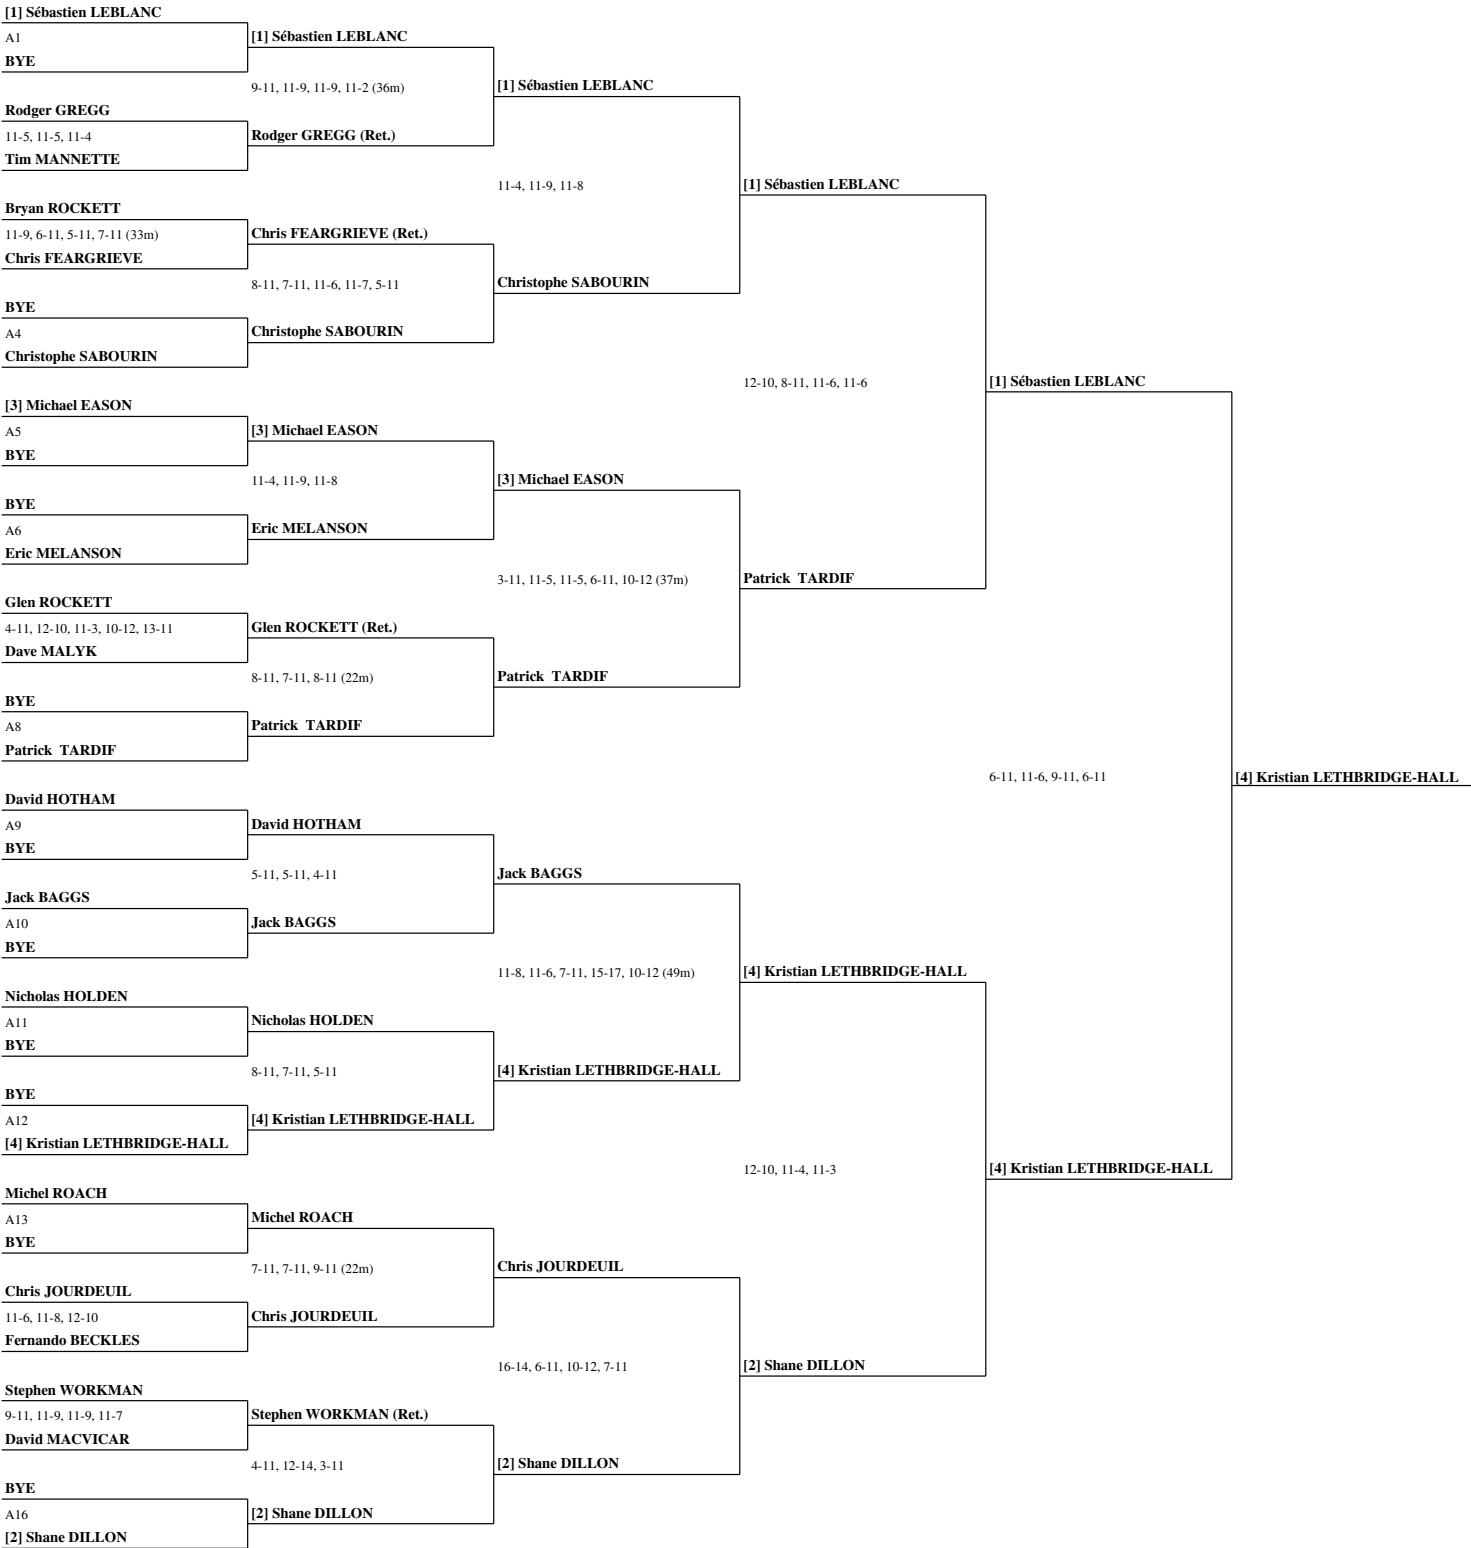 [1] Sébastien LEBLANC
A1
BYE
Rodger GREGG
11-5, 11-5, 11-4
Tim MANNETTE
Bryan ROCKETT
11-9, 6-11, 5-11, 7-11 (33m)
Chris FEARGRIEVE
BYE
A4
Christophe SABOURIN
[3] Michael EASON
A5
BYE
BYE
A6
Eric MELANSON
Glen ROCKETT
4-11, 12-10, 11-3, 10-12, 13-11
Dave MALYK
BYE
A8
Patrick TARDIF
David HOTHAM
A9
BYE
Jack BAGGS
A10
BYE
Nicholas HOLDEN
A11
BYE
BYE
A12
[4] Kristian LETHBRIDGE-HALL
Michel ROACH
A13
BYE
Chris JOURDEUIL
11-6, 11-8, 12-10
Fernando BECKLES
Stephen WORKMAN
9-11, 11-9, 11-9, 11-7
David MACVICAR
BYE
A16
[2] Shane DILLON
[1] Sébastien LEBLANC
9-11, 11-9, 11-9, 11-2 (36m)
Rodger GREGG (Ret.)
Chris FEARGRIEVE (Ret.)
8-11, 7-11, 11-6, 11-7, 5-11
Christophe SABOURIN
[3] Michael EASON
11-4, 11-9, 11-8
Eric MELANSON
Glen ROCKETT (Ret.)
8-11, 7-11, 8-11 (22m)
Patrick TARDIF
David HOTHAM
5-11, 5-11, 4-11
Jack BAGGS
Nicholas HOLDEN
8-11, 7-11, 5-11
[4] Kristian LETHBRIDGE-HALL
Michel ROACH
7-11, 7-11, 9-11 (22m)
Chris JOURDEUIL
Stephen WORKMAN (Ret.)
4-11, 12-14, 3-11
[2] Shane DILLON
[1] Sébastien LEBLANC
11-4, 11-9, 11-8
Christophe SABOURIN
[3] Michael EASON
3-11, 11-5, 11-5, 6-11, 10-12 (37m)
Patrick TARDIF
Jack BAGGS
11-8, 11-6, 7-11, 15-17, 10-12 (49m)
[4] Kristian LETHBRIDGE-HALL
Chris JOURDEUIL
16-14, 6-11, 10-12, 7-11
[2] Shane DILLON
[1] Sébastien LEBLANC
12-10, 8-11, 11-6, 11-6
Patrick TARDIF
[4] Kristian LETHBRIDGE-HALL
12-10, 11-4, 11-3
[2] Shane DILLON
[1] Sébastien LEBLANC
6-11, 11-6, 9-11, 6-11
[4] Kristian LETHBRIDGE-HALL
[4] Kristian LETHBRIDGE-HALL